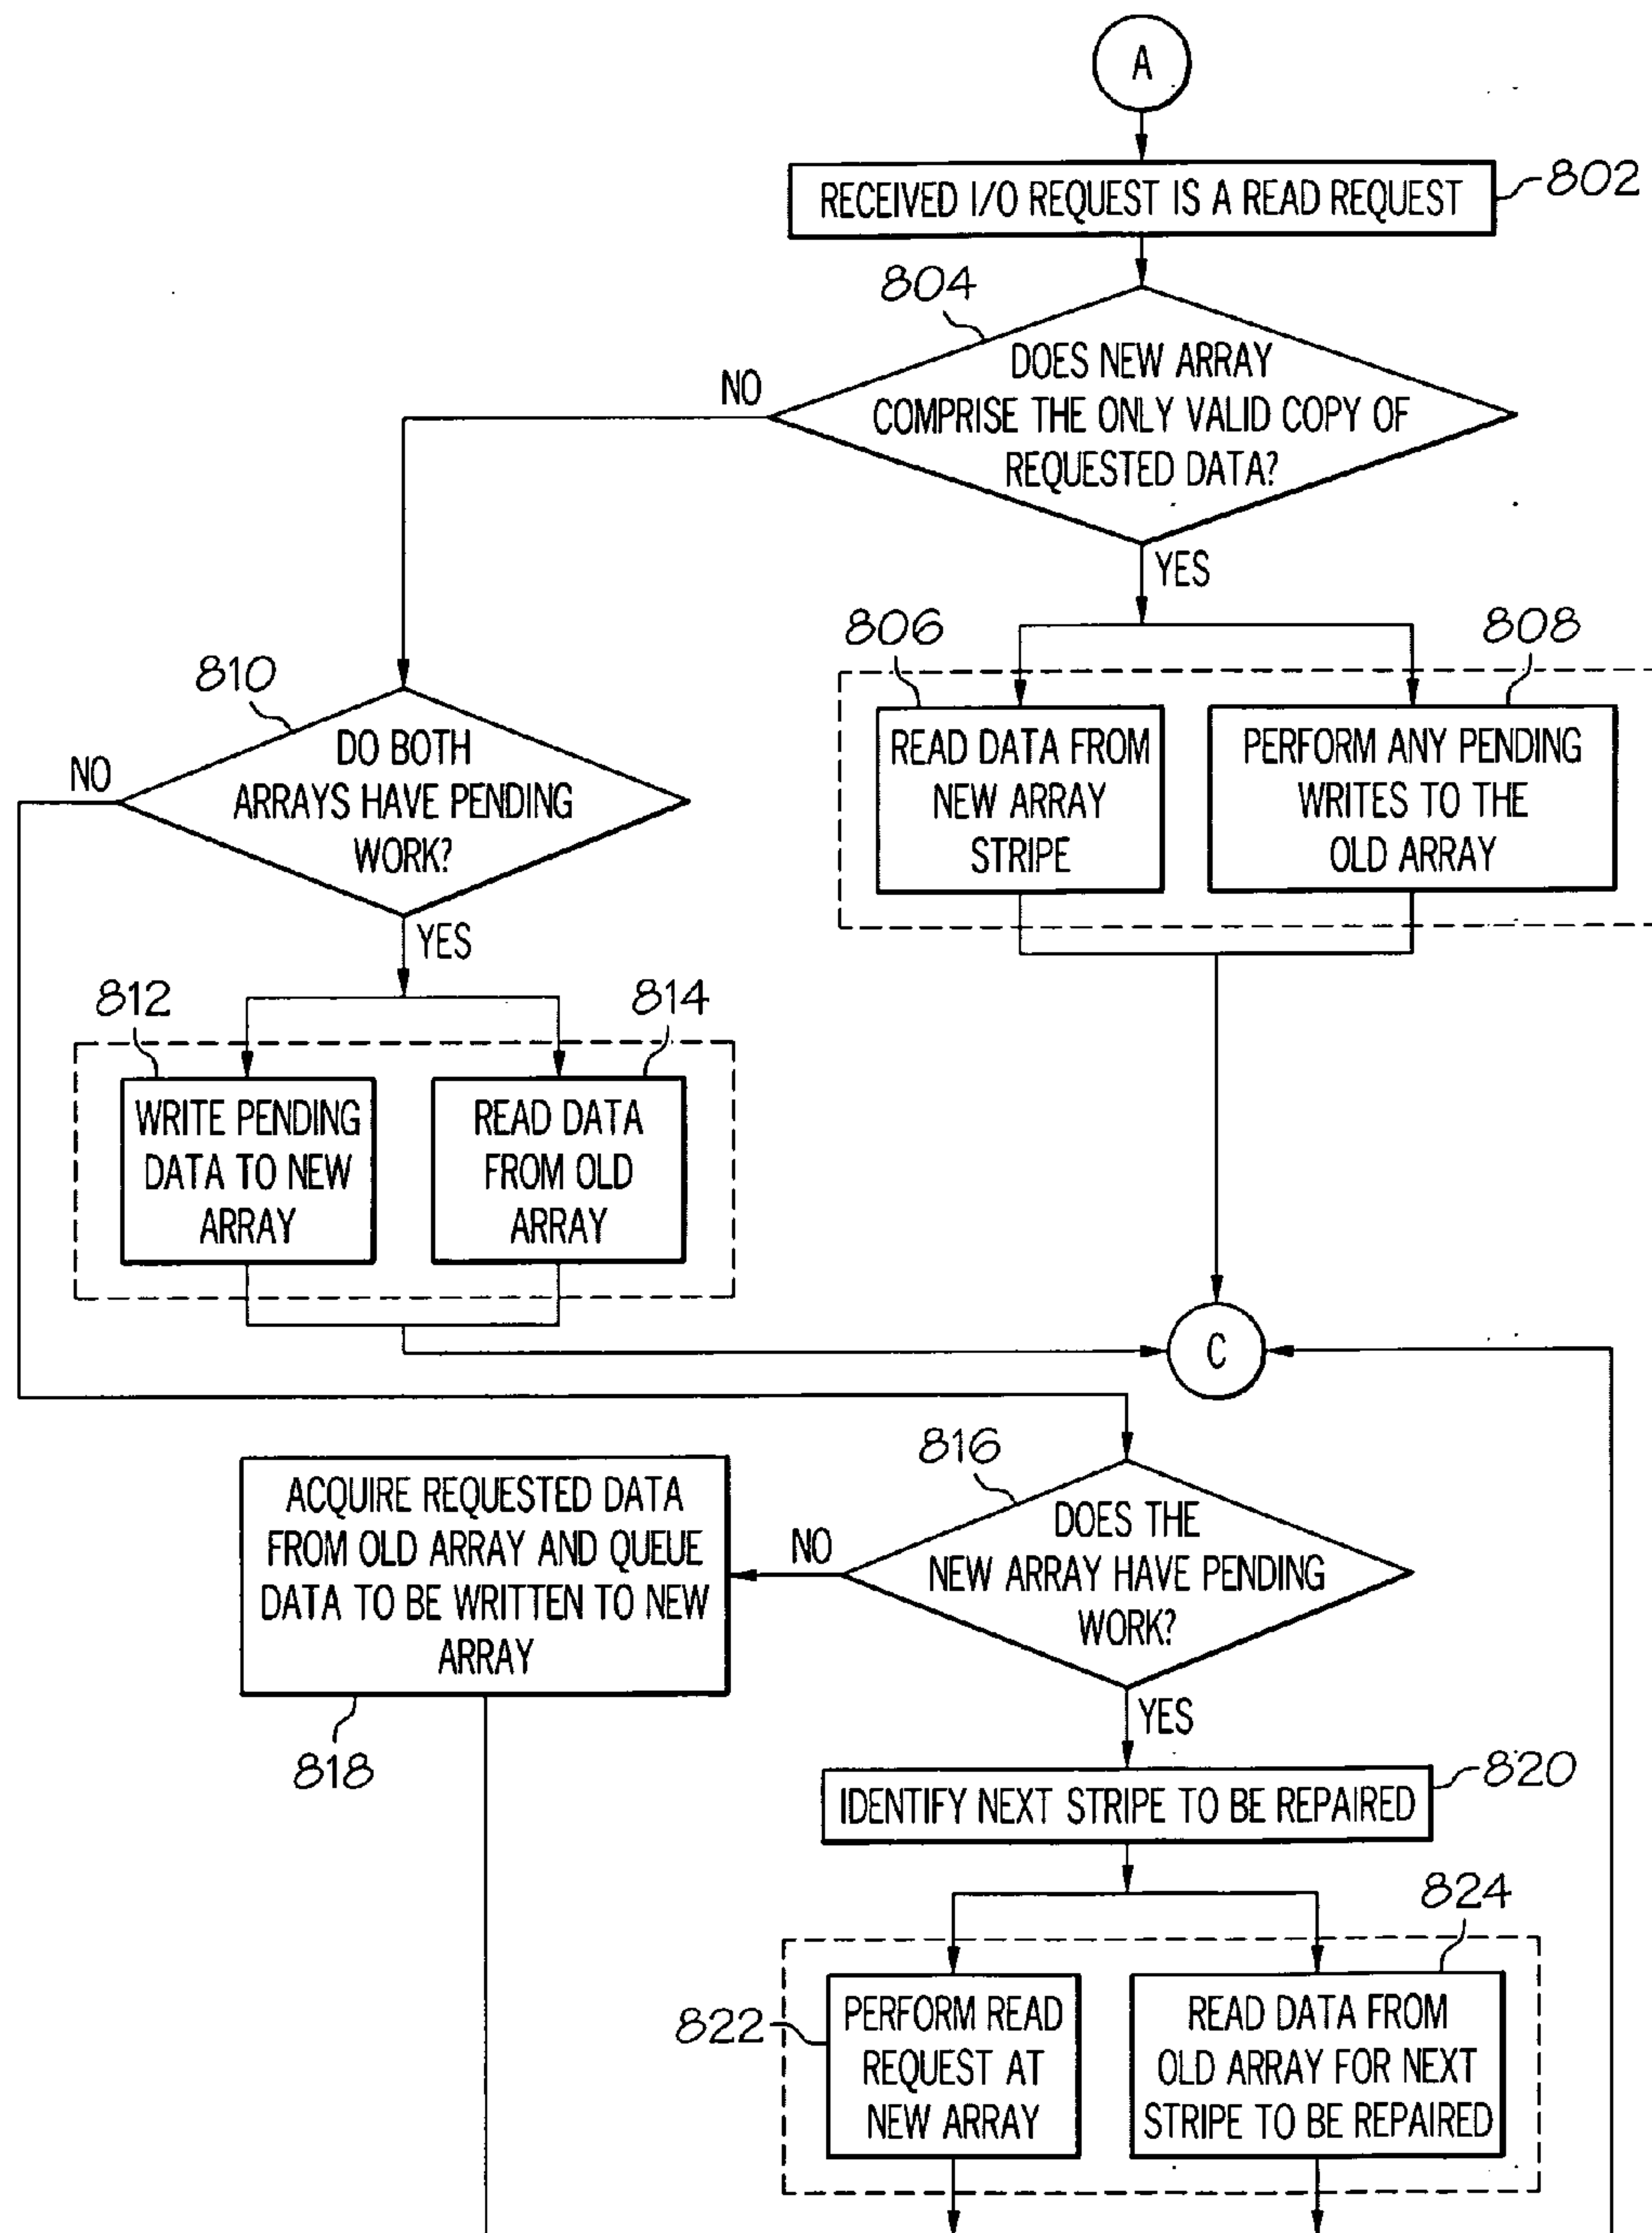 A
RECEIVED I/O REQUEST IS A READ REQUEST
802
804
DOES NEW ARRAY
COMPRISE THE ONLY VALID COPY OF
REQUESTED DATA?
NO
YES
806
808
READ DATA FROM
NEW ARRAY
STRIPE
PERFORM ANY PENDING
WRITES TO THE
OLD ARRAY
810
DO BOTH
ARRAYS HAVE PENDING
WORK?
NO
YES
812
814
WRITE PENDING
DATA TO NEW
ARRAY
READ DATA
FROM OLD
ARRAY
C
816
DOES THE
NEW ARRAY HAVE PENDING
WORK?
NO
ACQUIRE REQUESTED DATA
FROM OLD ARRAY AND QUEUE
DATA TO BE WRITTEN TO NEW
ARRAY
818
YES
IDENTIFY NEXT STRIPE TO BE REPAIRED
820
824
822
PERFORM READ
REQUEST AT
NEW ARRAY
READ DATA FROM
OLD ARRAY FOR NEXT
STRIPE TO BE REPAIRED